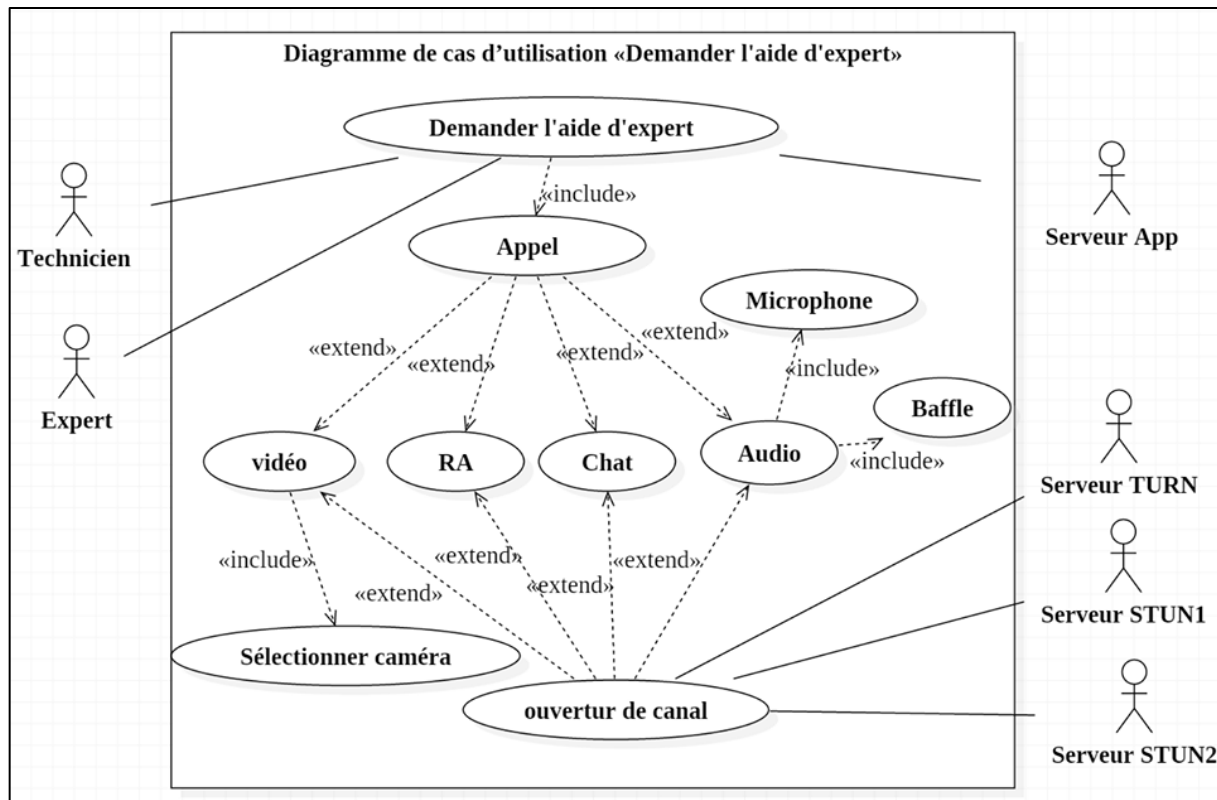 Diagramme de cas d’utilisation «Demander l'aide d'expert»
Demander l'aide d'expert
«include»
Technicien
Serveur App
Appel
Microphone
«extend»
«extend»
«extend»
«extend»
«include»
Expert
Baffle
vidéo
RA
Chat
Audio
«include»
Serveur TURN
«include»
«extend»
«extend»
«extend»
«extend»
Serveur STUN1
Sélectionner caméra
ouvertur de canal
Serveur STUN2